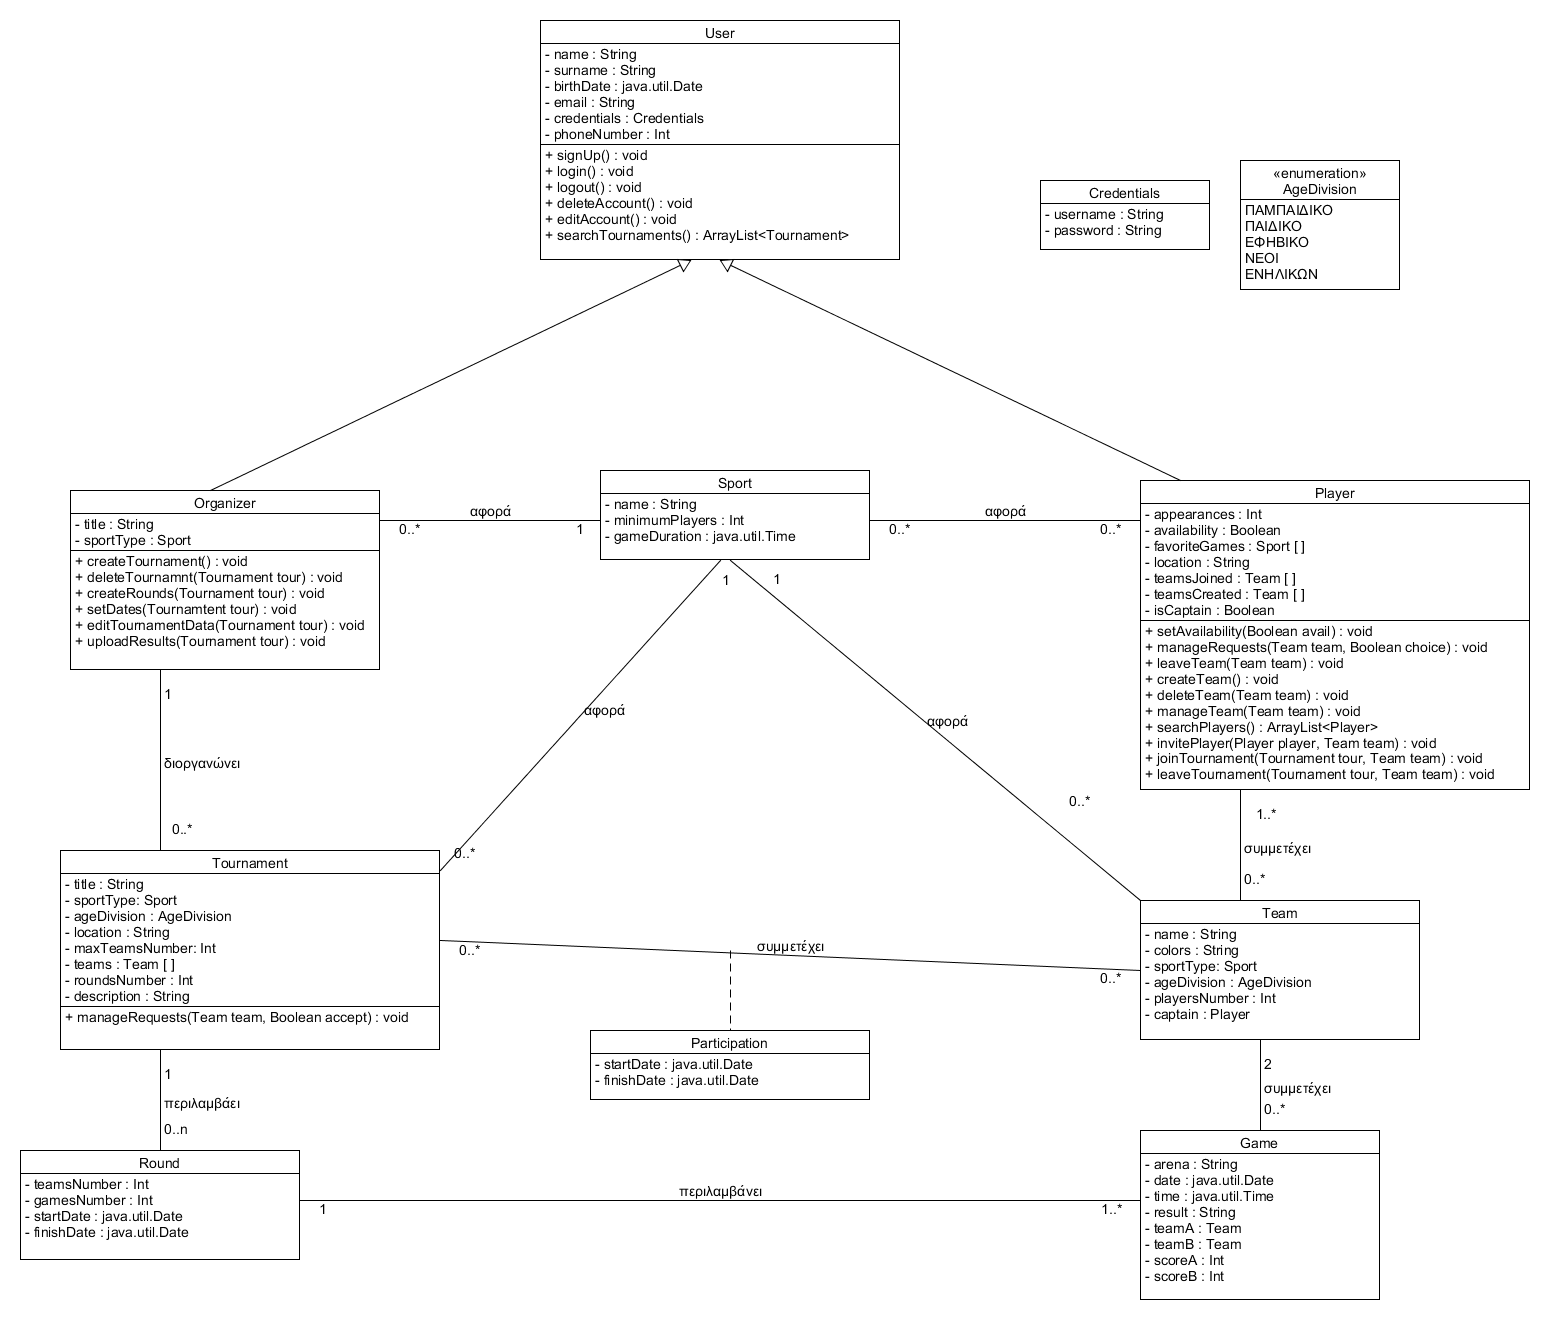 User
- name : String
- surname : String
- birthDate : java.util.Date
- email : String
- credentials : Credentials
- phoneNumber : Int
+ signUp() : void
+ login() : void
+ logout() : void
+ deleteAccount() : void
+ editAccount() : void
+ searchTournaments() : ArrayList<Tournament>
Credentials
- username : String
- password : String
«enumeration»
AgeDivision
ΠΑΜΠΑΙΔΙΚΟ
ΠΑΙΔΙΚΟ
ΕΦΗΒΙΚΟ
ΝΕΟΙ
ΕΝΗΛΙΚΩΝ
Organizer
- title : String
- sportType : Sport
+ createTournament() : void
+ deleteTournamnt(Tournament tour) : void
+ createRounds(Tournament tour) : void
+ setDates(Tournamtent tour) : void
+ editTournamentData(Tournament tour) : void
+ uploadResults(Tournament tour) : void
αφορά
0..*
1
Sport
- name : String
- minimumPlayers : Int
- gameDuration : java.util.Time
αφορά
0..*
0..*
Player
- appearances : Int
- availability : Boolean
- favoriteGames : Sport [ ]
- location : String
- teamsJoined : Team [ ]
- teamsCreated : Team [ ]
- isCaptain : Boolean
+ setAvailability(Boolean avail) : void
+ manageRequests(Team team, Boolean choice) : void
+ leaveTeam(Team team) : void
+ createTeam() : void
+ deleteTeam(Team team) : void
+ manageTeam(Team team) : void
+ searchPlayers() : ArrayList<Player>
+ invitePlayer(Player player, Team team) : void
+ joinTournament(Tournament tour, Team team) : void
+ leaveTournament(Tournament tour, Team team) : void
1
1
1
διοργανώνει
0..*
αφορά
0..*
αφορά
0..*
1..*
συμμετέχει
0..*
Tournament
- title : String
- sportType: Sport
- ageDivision : AgeDivision
- location : String
- maxTeamsNumber: Int
- teams : Team [ ]
- roundsNumber : Int
- description : String
+ manageRequests(Team team, Boolean accept) : void
0..*
συμμετέχει
0..*
Team
- name : String
- colors : String
- sportType: Sport
- ageDivision : AgeDivision
- playersNumber : Int
- captain : Player
Participation
- startDate : java.util.Date
- finishDate : java.util.Date
1
περιλαμβάει
0..n
2
συμμετέχει
0..*
Round
- teamsNumber : Int
- gamesNumber : Int
- startDate : java.util.Date
- finishDate : java.util.Date
1
περιλαμβάνει
1..*
Game
- arena : String
- date : java.util.Date
- time : java.util.Time
- result : String
- teamA : Team
- teamB : Team
- scoreA : Int
- scoreB : Int